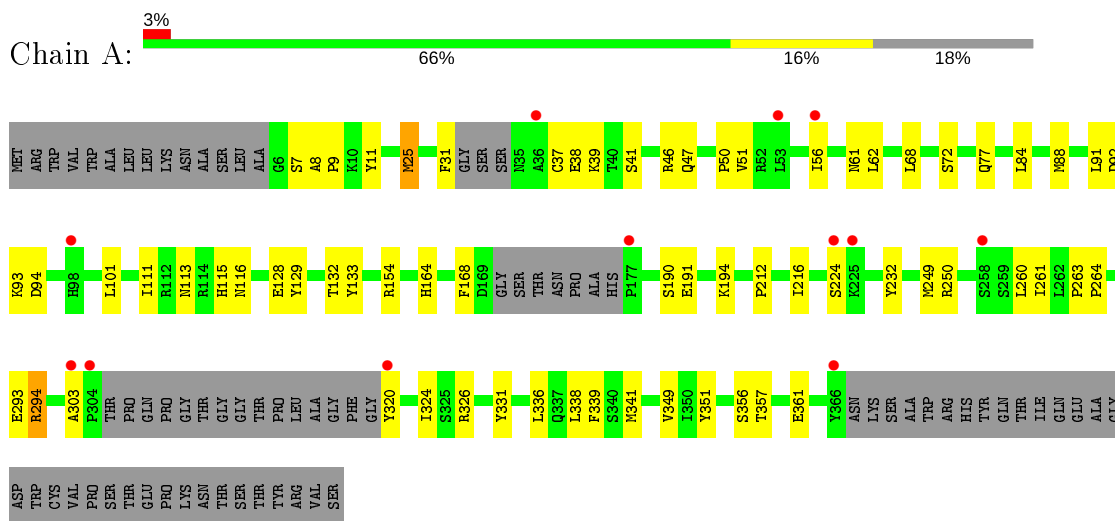 3%
Chain A:
66% 16% 18%
MET ARG TRP VAL TRP ALA LEU LEU LYS ASN ALA SER LEU ALA G6 S7 A8 P9 K10 Y11 M25 F31 GLY SER SER N35 A36 C37 E38 K39 T40 S41 R46 Q47 P50 V51 R52 L53 I56 N61 L62 L68 S72 Q77 L84 M88 L91
K93 D94 H98 L101 I111 R112 N113 R114 H115 N116 E128 Y129 T132 Y133 R154 H164 F168 D169 GLY SER THR ASN PRO ALA HIS P177 S190 E191 K194 P212 I216 S224 K225 Y232 M249 R250 S258 S259 L260 I261 L262 P263 P264
E293 R294 A303 P304 THR PRO GLN PRO GLY THR GLY GLY THR PRO LEU ALA GLY PHE GLY Y320 I324 S325 R326 Y331 L336 Q337 L338 F339 S340 M341 V349 I350 Y351 S356 T357 E361 Y366 ASN LYS SER ALA TRP ARG HIS TYR GLN THR ILE GLN GLU ALA GLY
ASP TRP CYS VAL PRO SER THR GLU PRO LYS ASN THR SER THR TYR ARG VAL SER